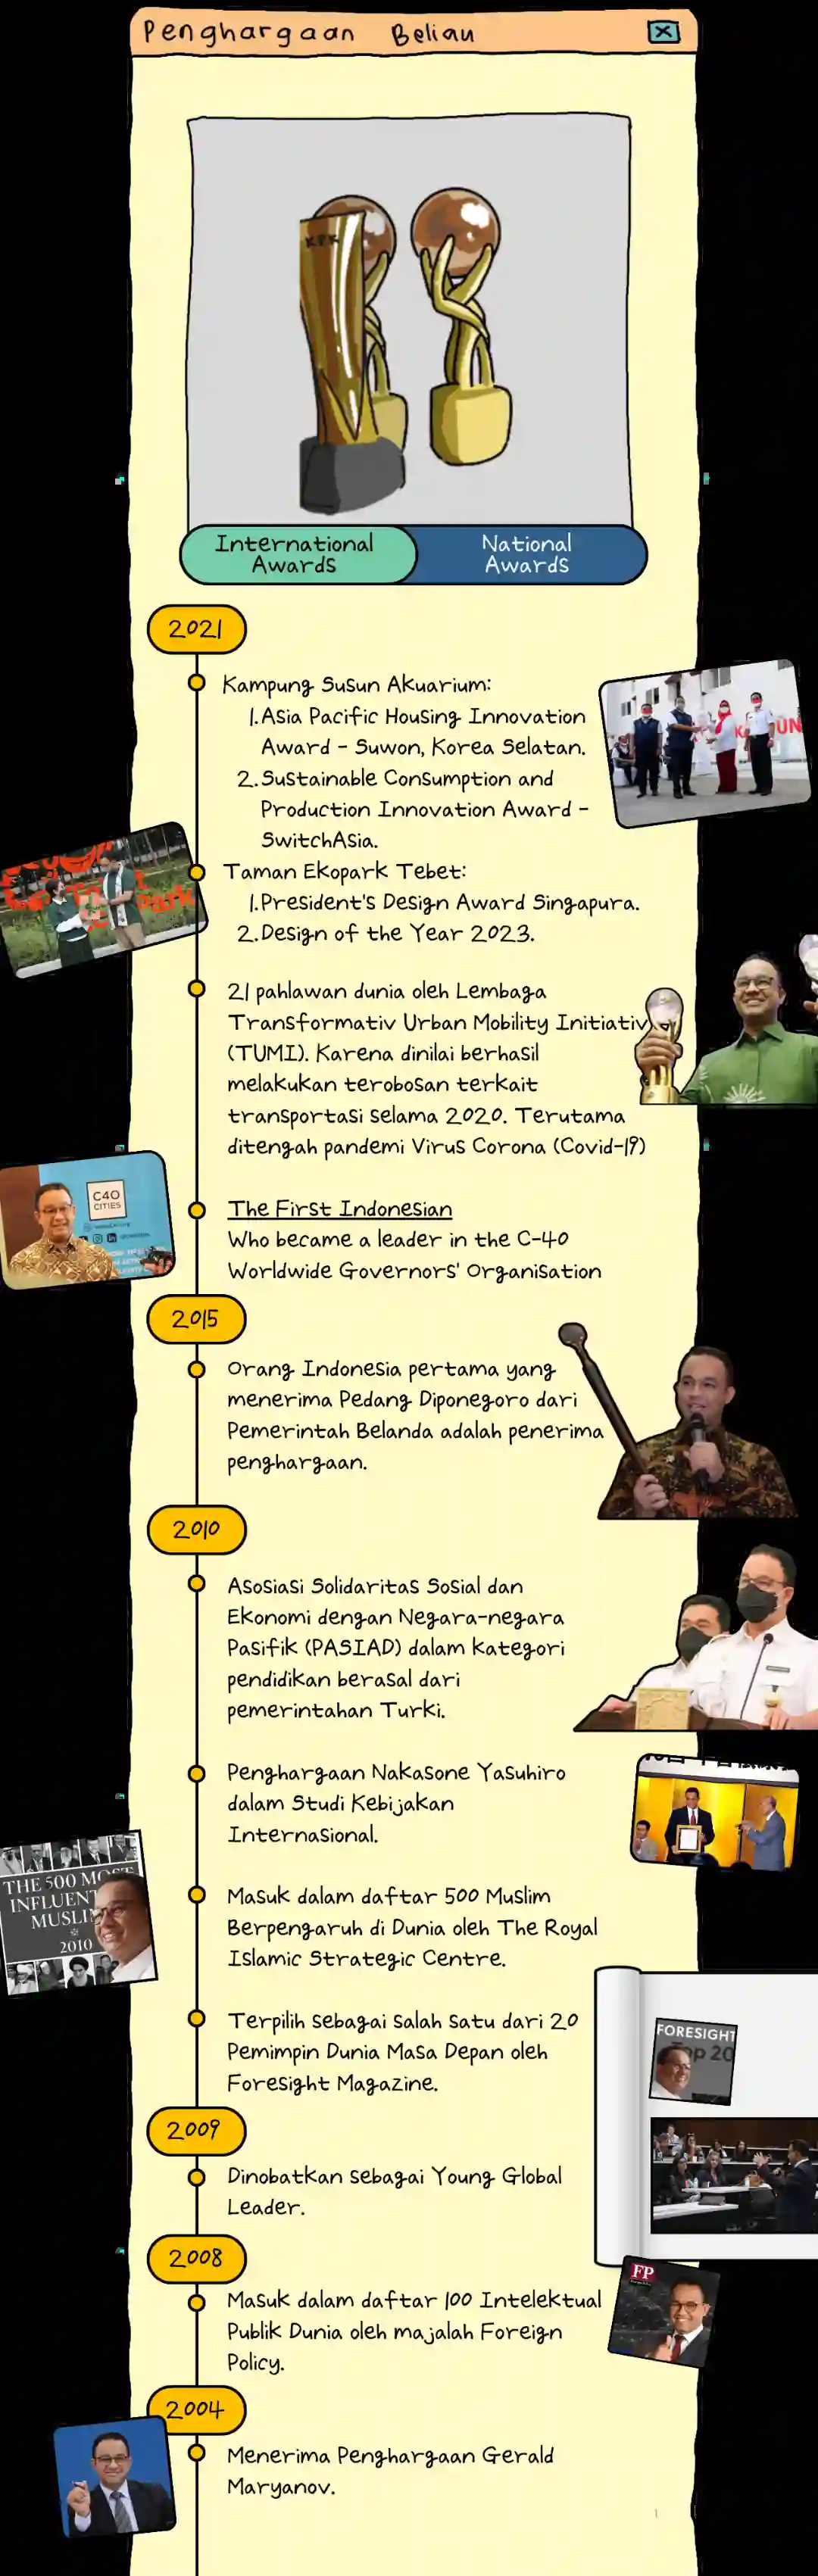 Penghargaan Beliau
KPK
International
Awards
National
Awards
2021
Kampung Susun Akuarium:
1. Asia Pacific Housing Innovation
Award - Suwon, Korea Selatan.
2. Sustainable Consumption and
Production Innovation Award -
SwitchAsia.
Taman Ekopark Tebet:
1. President's Design Award Singapura.
2. Design of the Year 2023.
21 pahlawan dunia oleh Lembaga
Transformativ Urban Mobility Initiativ
(TUMI). Karena dinilai berhasil
melakukan terobosan terkait
transportasi selama 2020. Terutama
ditengah pandemi Virus Corona (Covid-19)
C40
CITIES
The First Indonesian
Who became a leader in the C-40
Worldwide Governors' Organisation
2015
Orang Indonesia pertama yang
menerima Pedang Diponegoro dari
Pemerintah Belanda adalah penerima
penghargaan.
2010
Asosiasi Solidaritas Sosial dan
Ekonomi dengan Negara-negara
Pasifik (PASIAD) dalam kategori
pendidikan berasal dari
pemerintahan Turki.
Penghargaan Nakasone Yasuhiro
dalam Studi Kebijakan
Internasional.
THE 500 MOST
INFLUENT
MUSLI
2010
Masuk dalam daftar 500 Muslim
Berpengaruh di Dunia oleh The Royal
Islamic Strategic Centre.
Terpilih sebagai salah satu dari 20
Pemimpin Dunia Masa Depan oleh
Foresight Magazine.
FORESIGHT
Top 20
2009
Dinobatkan sebagai Young Global
Leader.
2008
FP
Masuk dalam daftar 100 Intelektual
Publik Dunia oleh majalah Foreign
Policy.
2004
Menerima Penghargaan Gerald
Maryanov.